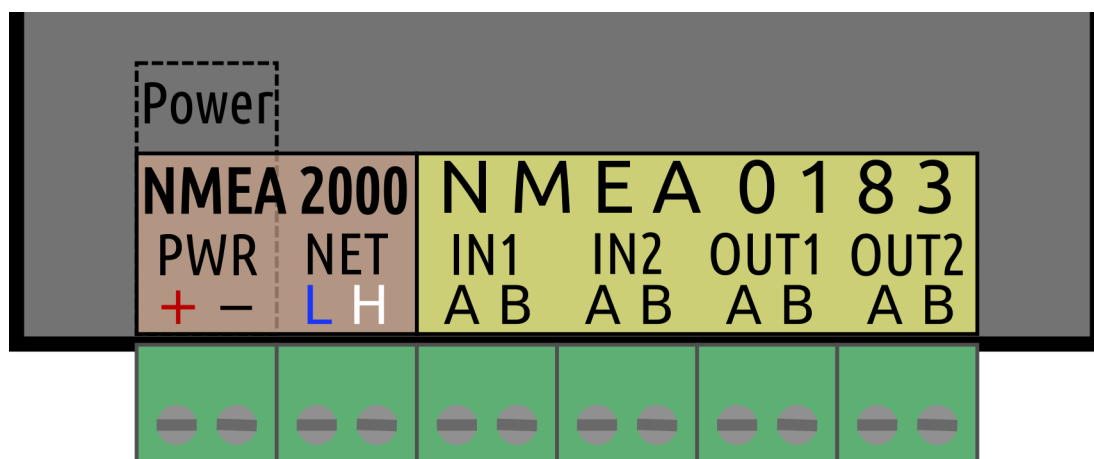 Power
NMEA 2000 NMEA 0183
PWR NET IN1 IN2 OUT1 OUT2
+ − L H A B A B A B A B